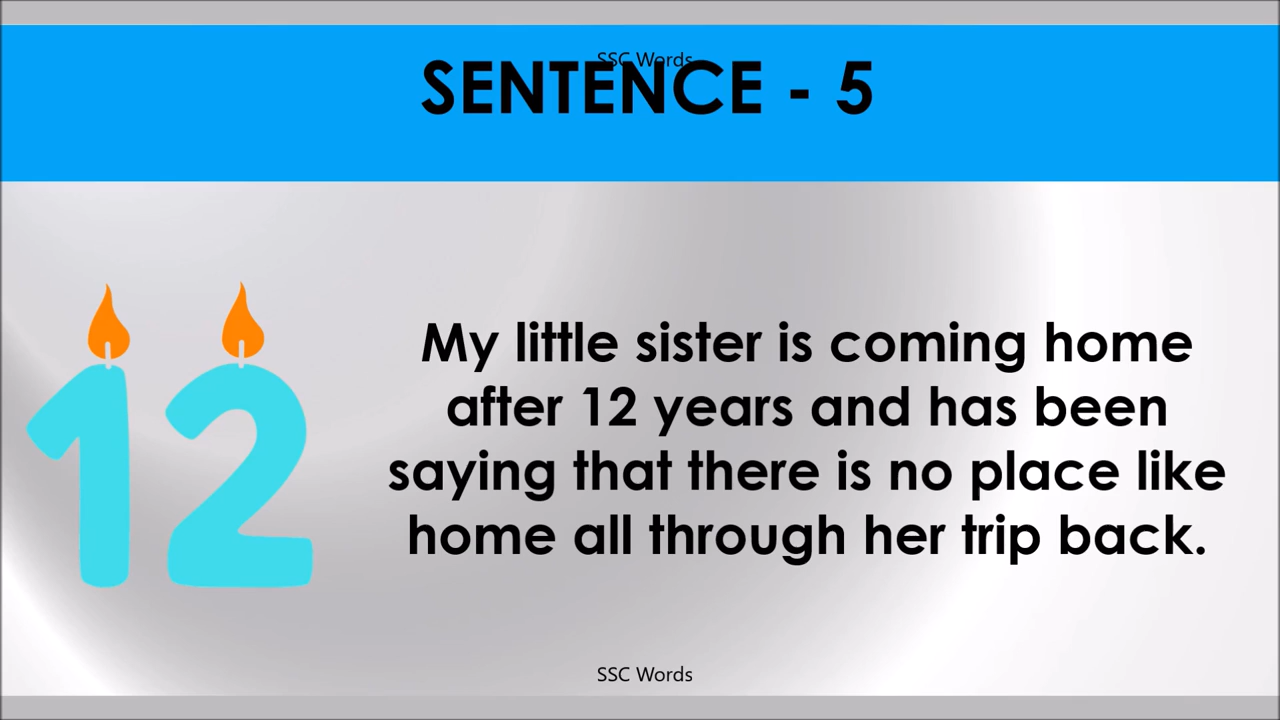 SSC Words
SENTENCE - 5
12
My little sister is coming home
after 12 years and has been
saying that there is no place like
home all through her trip back.
SSC Words